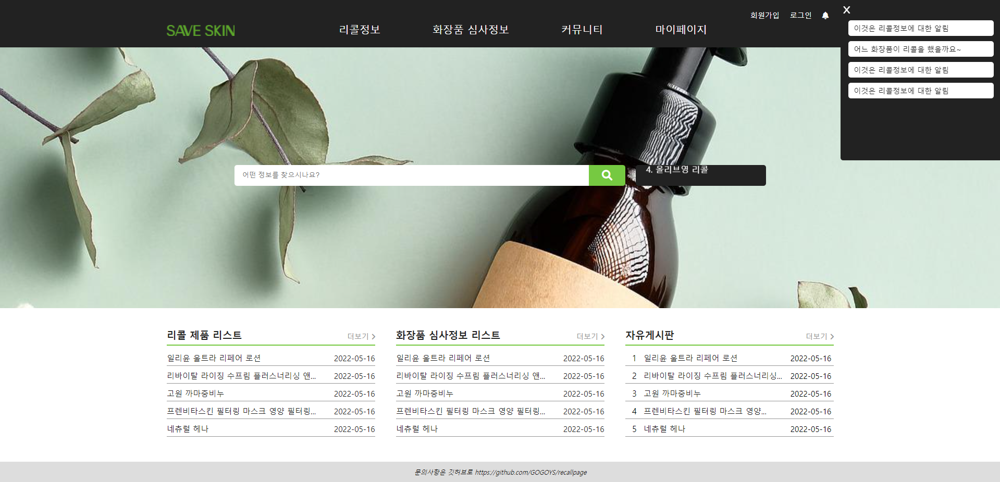 회원가입 로그인
X
SAVE SKIN
리콜정보 화장품 심사정보 커뮤니티 마이페이지
이것은 리콜정보에 대한 알림
어느 화장품이 리콜을 했을까요~
이것은 리콜정보에 대한 알림
이것은 리콜정보에 대한 알림
어떤 정보를 찾으시나요?
4. 올리브영 리콜
리콜 제품 리스트 더보기
일리윤 울트라 리페어 로션 2022-05-16
리바이탈 라이징 수프림 플러스너리싱 앤... 2022-05-16
고원 까마중비누 2022-05-16
프렌비타스킨 필터링 마스크 영양 필터링... 2022-05-16
네츄럴 헤나 2022-05-16
화장품 심사정보 리스트 더보기
일리윤 울트라 리페어 로션 2022-05-16
리바이탈 라이징 수프림 플러스너리싱 앤... 2022-05-16
고원 까마중비누 2022-05-16
프렌비타스킨 필터링 마스크 영양 필터링... 2022-05-16
네츄럴 헤나 2022-05-16
자유게시판 더보기
1 일리윤 울트라 리페어 로션 2022-05-16
2 리바이탈 라이징 수프림 플러스너리싱... 2022-05-16
3 고원 까마중비누 2022-05-16
4 프렌비타스킨 필터링 마스크 영양... 2022-05-16
5 네츄럴 헤나 2022-05-16
문의사항은 깃허브로 https://github.com/GOGOYS/recallpage